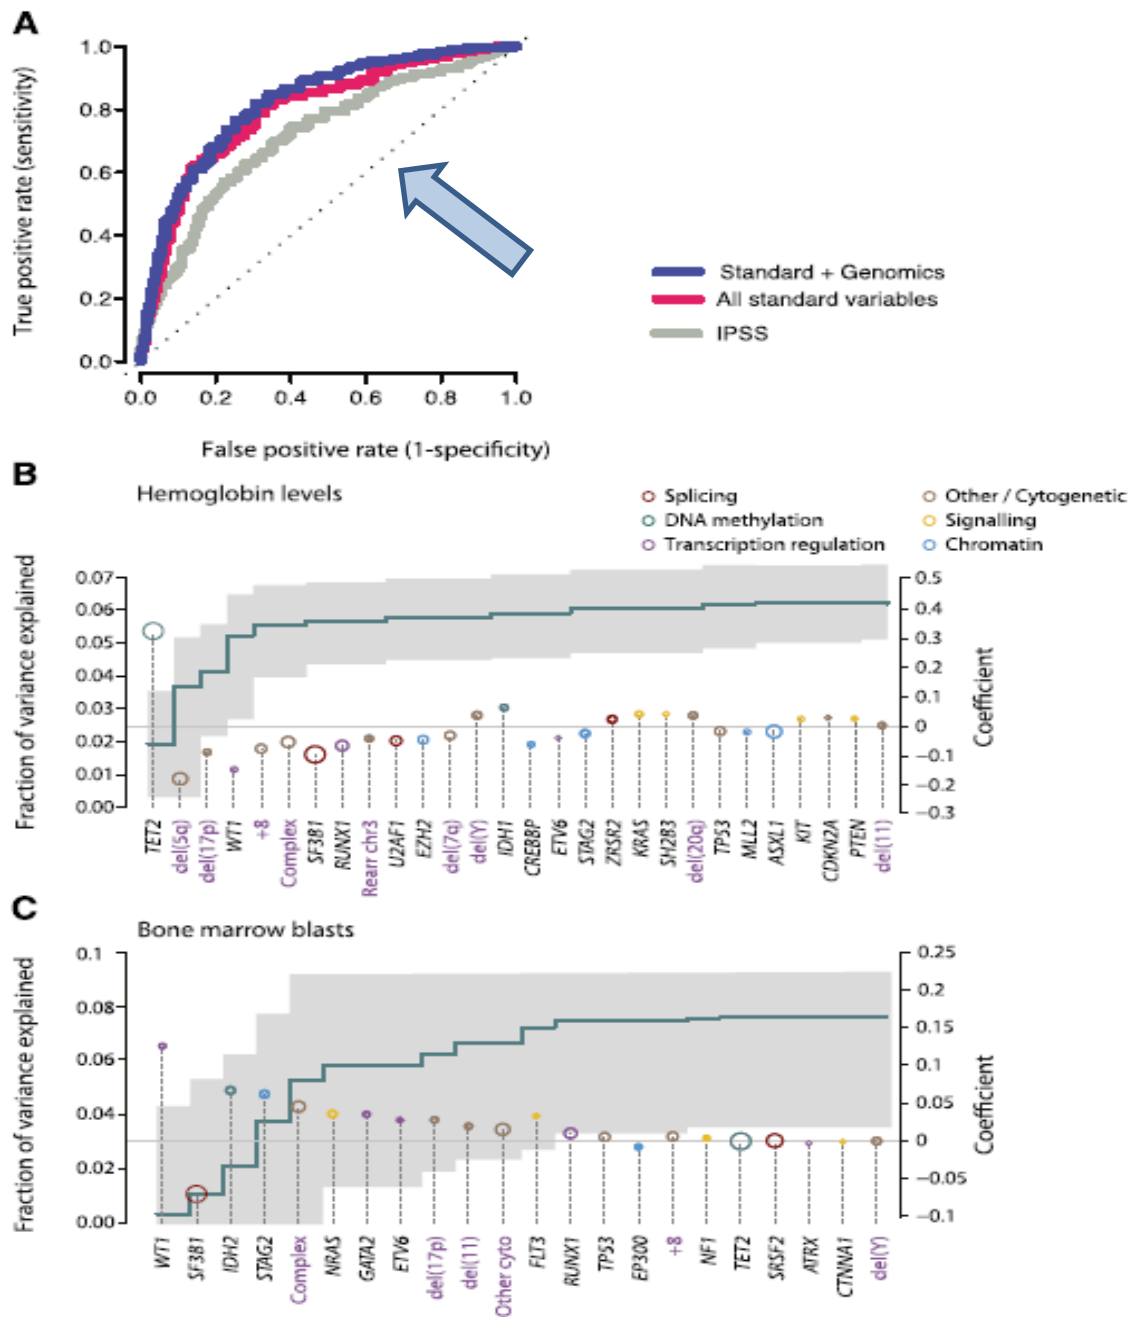 A
True positive rate (sensitivity)
1.0
0.8
0.6
0.4
0.2
0.0
0.0 0.2 0.4 0.6 0.8 1.0
False positive rate (1-specificity)
Standard + Genomics
All standard variables
IPSS
B
Hemoglobin levels
Splicing
DNA methylation
Transcription regulation
Other / Cytogenetic
Signalling
Chromatin
Fraction of variance explained
0.07
0.06
0.05
0.04
0.03
0.02
0.01
0.00
0.5
0.4
0.3
0.2
0.1
0
−0.1
−0.2
−0.3
Coefficient
TET2
del(5q)
del(17p)
WT1
+8
Complex
SF3B1
RUNX1
Rearr chr3
U2AF1
EZH2
del(7q)
del(Y)
IDH1
CREBBP
ETV6
STAG2
ZRSR2
KRAS
SH2B3
del(20q)
TP53
MLL2
ASXL1
KIT
CDKN2A
PTEN
del(11)
C
Bone marrow blasts
Fraction of variance explained
0.1
0.08
0.06
0.04
0.02
0.00
0.25
0.2
0.15
0.1
0.05
0
−0.05
−0.1
Coefficient
WT1
SF3B1
IDH2
STAG2
Complex
NRAS
GATA2
ETV6
del(17p)
del(11)
Other cyto
FLT3
RUNX1
TP53
EP300
+8
NF1
TET2
SRSF2
ATRX
CTNNA1
del(Y)